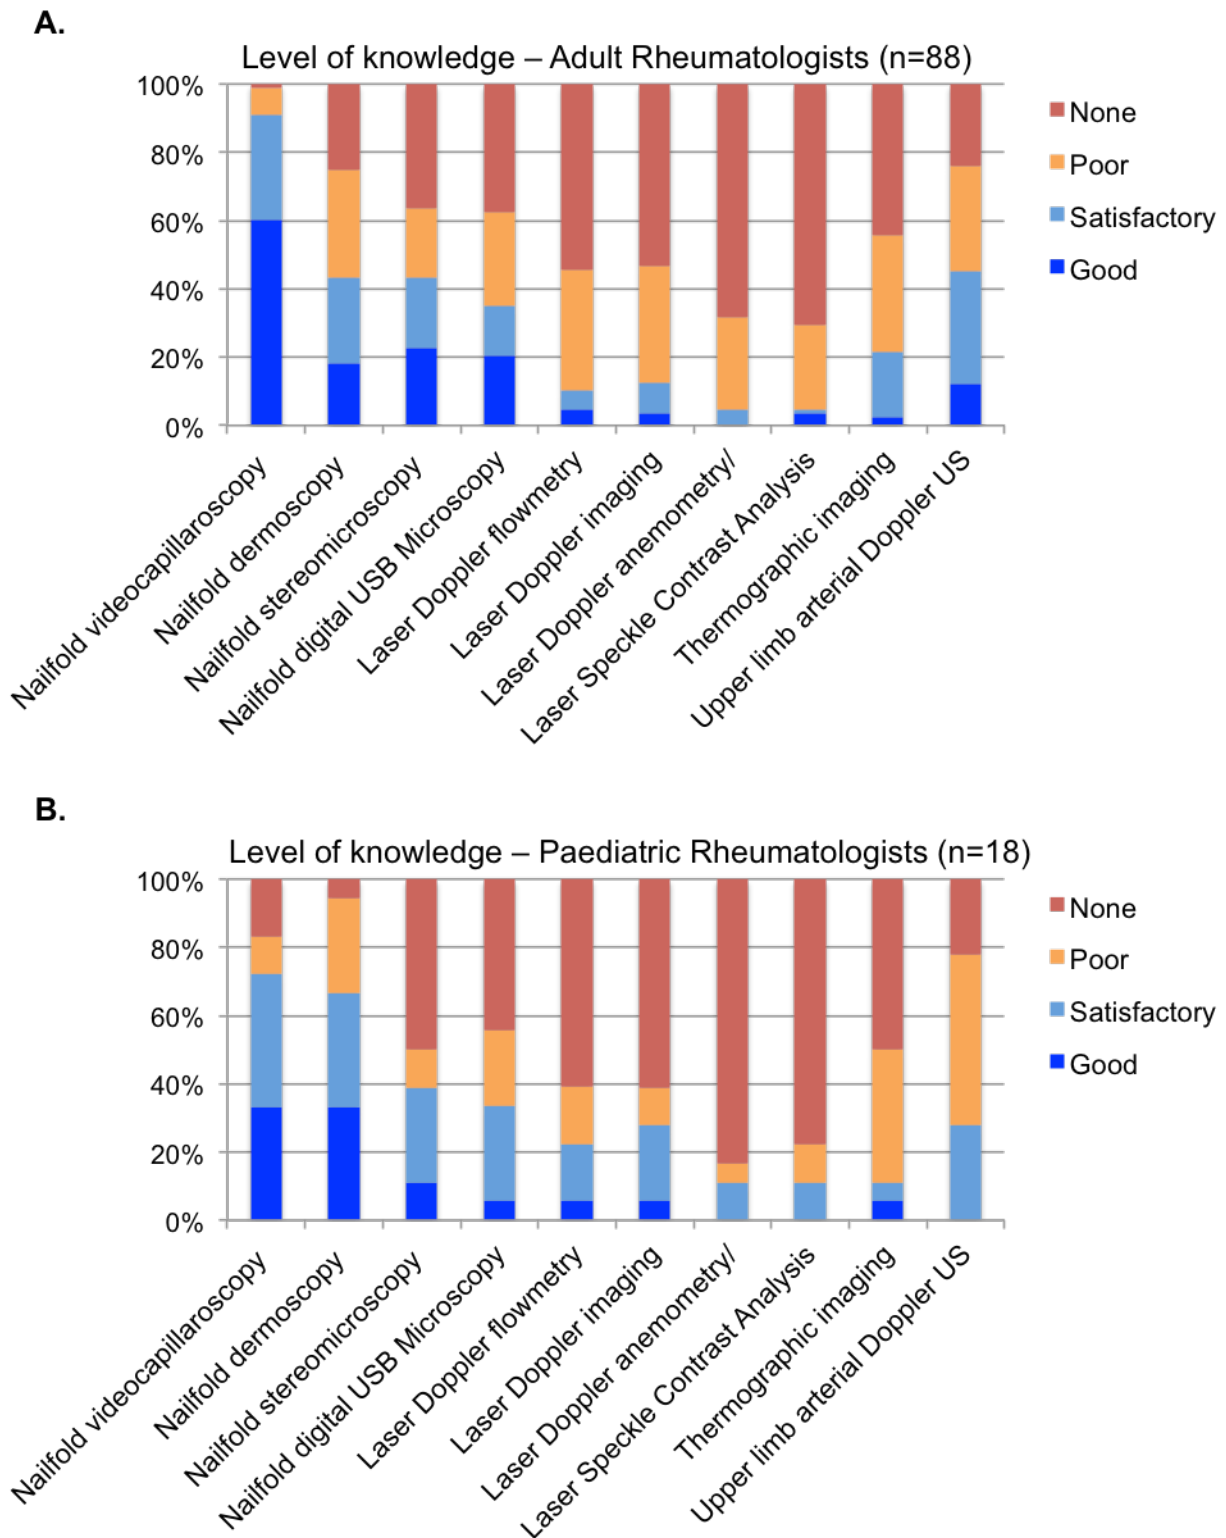 A.
Level of knowledge – Adult Rheumatologists (n=88)
100%
80%
60%
40%
20%
0%
None
Poor
Satisfactory
Good
Nailfold videocapillaroscopy
Nailfold dermoscopy
Nailfold stereomicroscopy
Nailfold digital USB Microscopy
Laser Doppler flowmetry
Laser Doppler imaging
Laser Doppler anemometry/
Laser Speckle Contrast Analysis
Thermographic imaging
Upper limb arterial Doppler US
B.
Level of knowledge – Paediatric Rheumatologists (n=18)
100%
80%
60%
40%
20%
0%
None
Poor
Satisfactory
Good
Nailfold videocapillaroscopy
Nailfold dermoscopy
Nailfold stereomicroscopy
Nailfold digital USB Microscopy
Laser Doppler flowmetry
Laser Doppler imaging
Laser Doppler anemometry/
Laser Speckle Contrast Analysis
Thermographic imaging
Upper limb arterial Doppler US